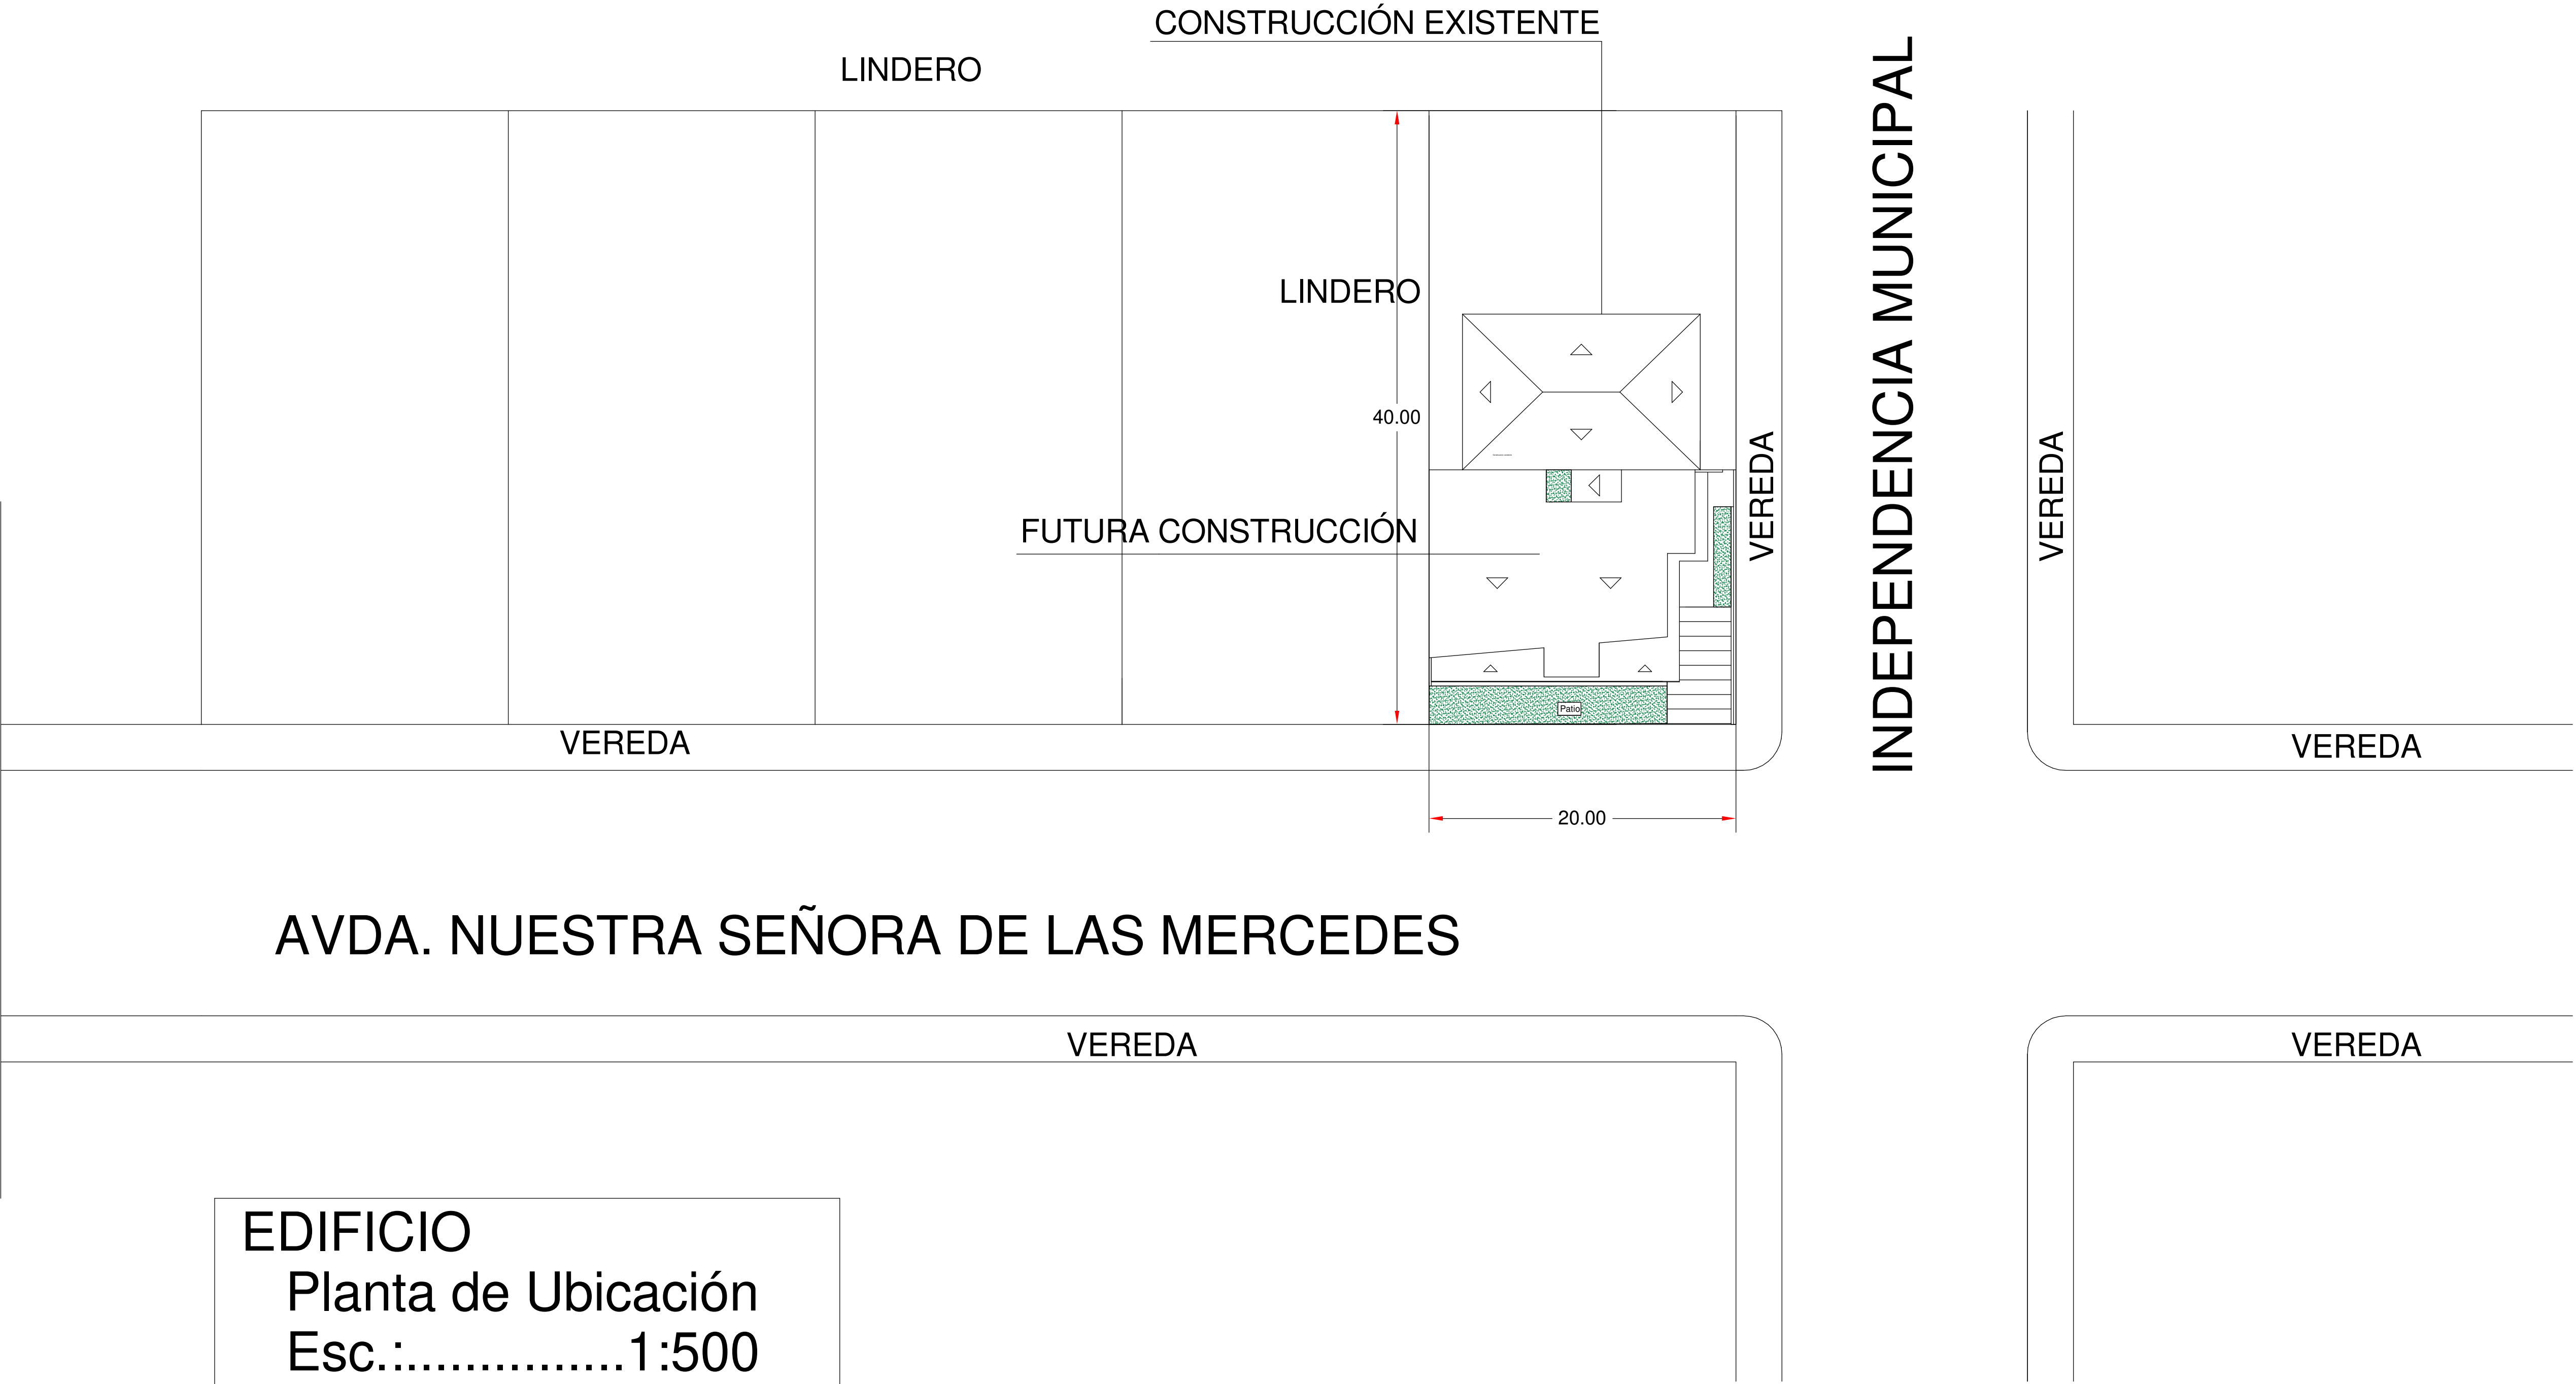 CONSTRUCCIÓN EXISTENTE
LINDERO
INDEPENDENCIA MUNICIPAL
LINDERO
40.00
VEREDA
VEREDA
FUTURA CONSTRUCCIÓN
Patio
VEREDA
VEREDA
20.00
AVDA. NUESTRA SEÑORA DE LAS MERCEDES
VEREDA
VEREDA
EDIFICIO
Planta de Ubicación
Esc.:...............1:500